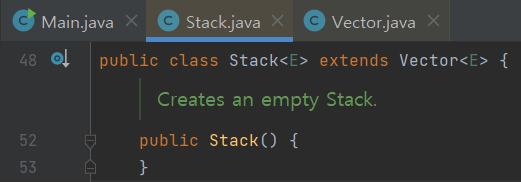 Main.java × Stack.java × Vector.java ×
48 public class Stack<E> extends Vector<E> {
Creates an empty Stack.
52 public Stack() {
53 }